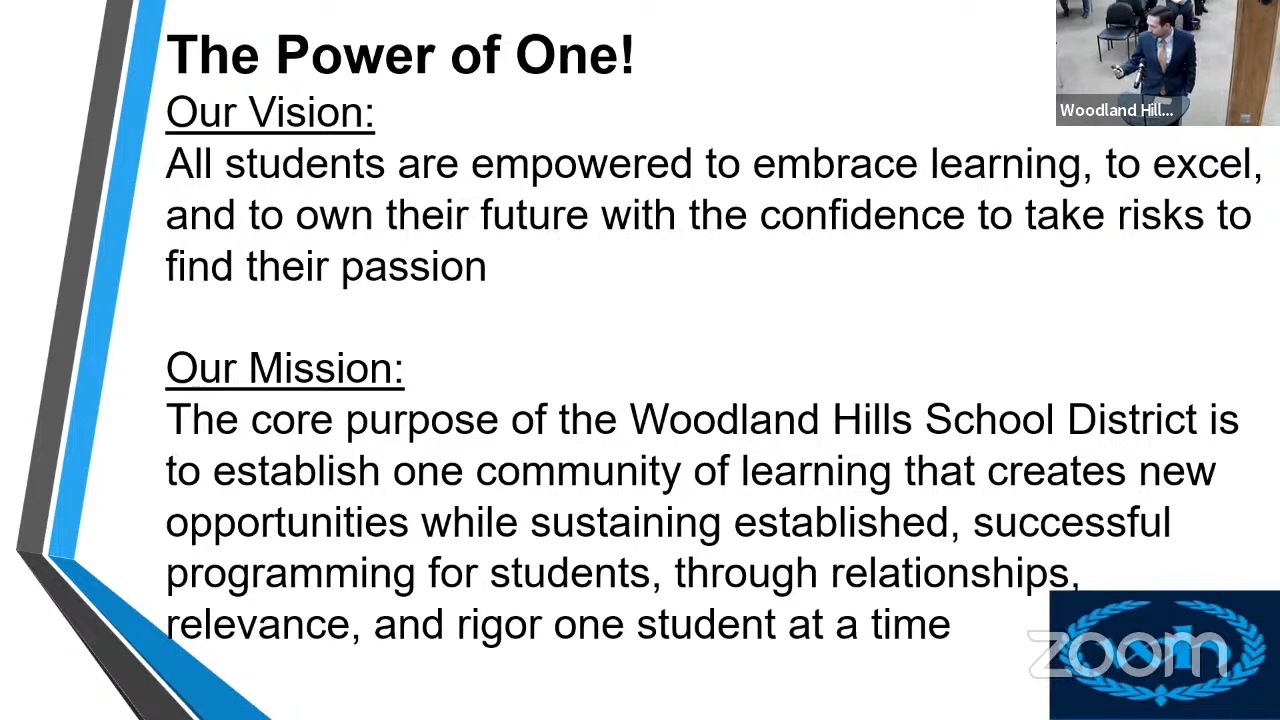 The Power of One!
Our Vision:
All students are empowered to embrace learning, to excel,
and to own their future with the confidence to take risks to
find their passion
Our Mission:
The core purpose of the Woodland Hills School District is
to establish one community of learning that creates new
opportunities while sustaining established, successful
programming for students, through relationships,
relevance, and rigor one student at a time
Woodland Hill...
zoom